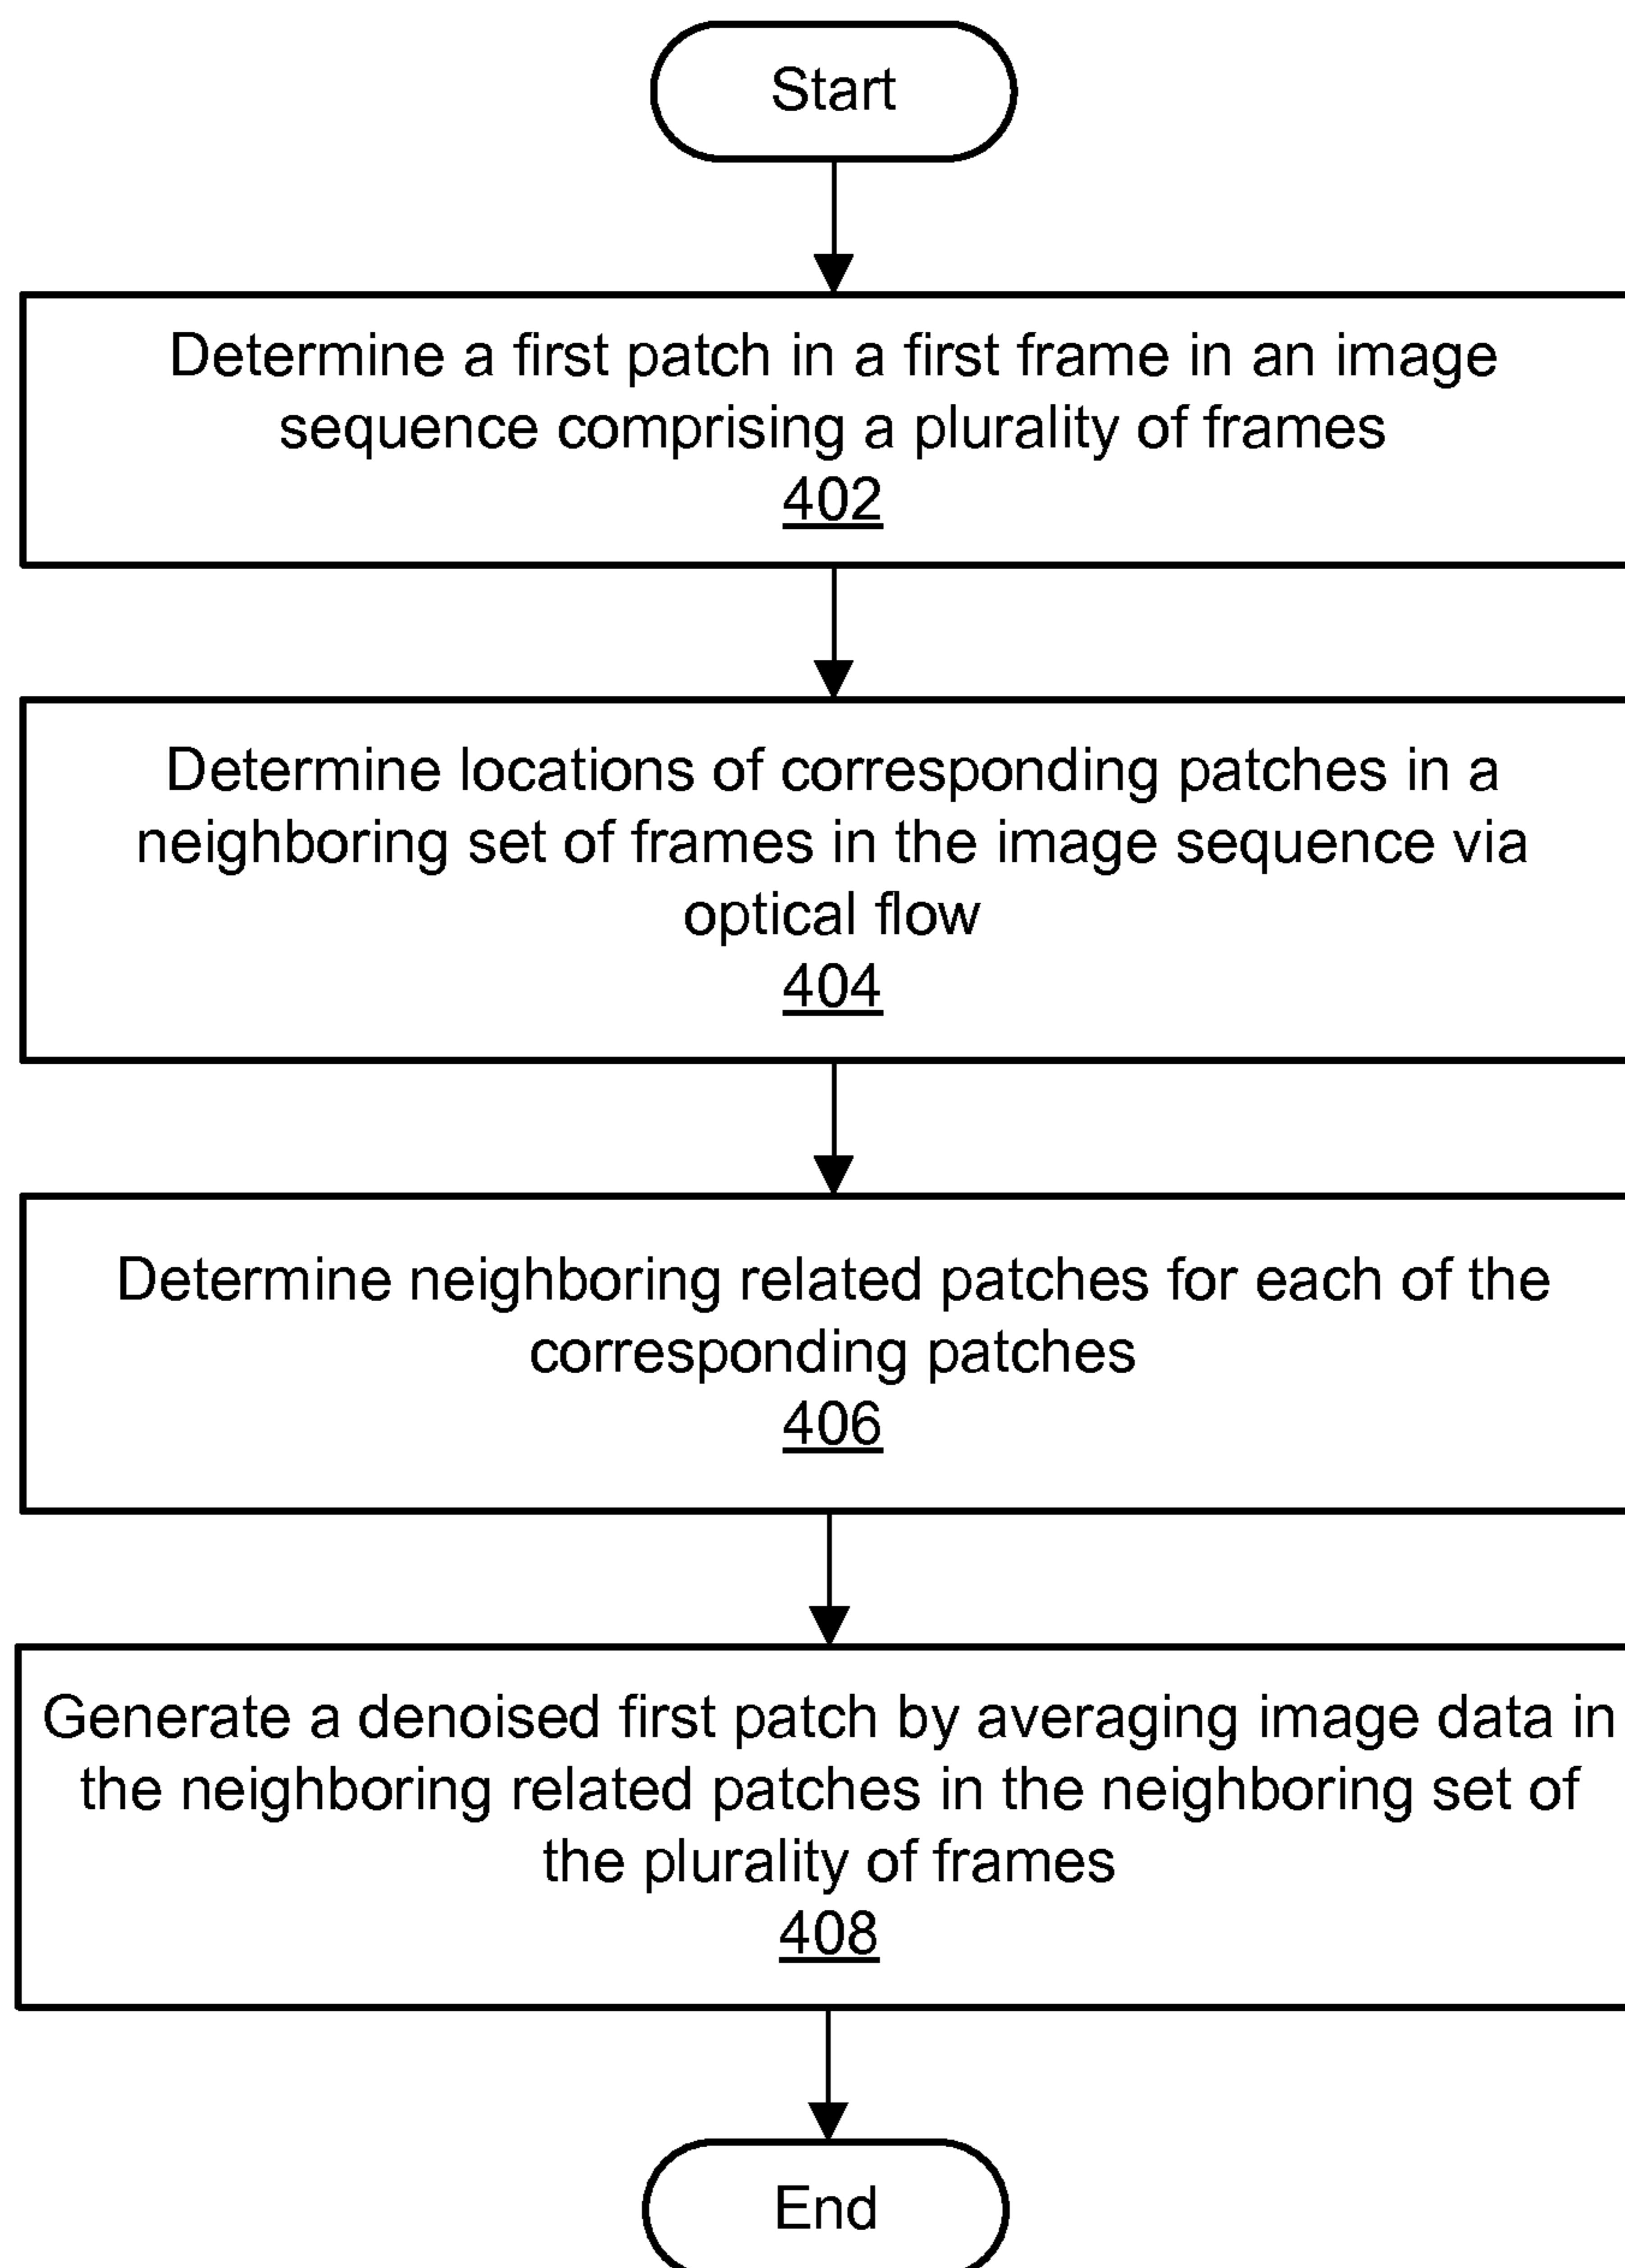 Start
Determine a first patch in a first frame in an image
sequence comprising a plurality of frames
402
Determine locations of corresponding patches in a
neighboring set of frames in the image sequence via
optical flow
404
Determine neighboring related patches for each of the
corresponding patches
406
Generate a denoised first patch by averaging image data in
the neighboring related patches in the neighboring set of
the plurality of frames
408
End